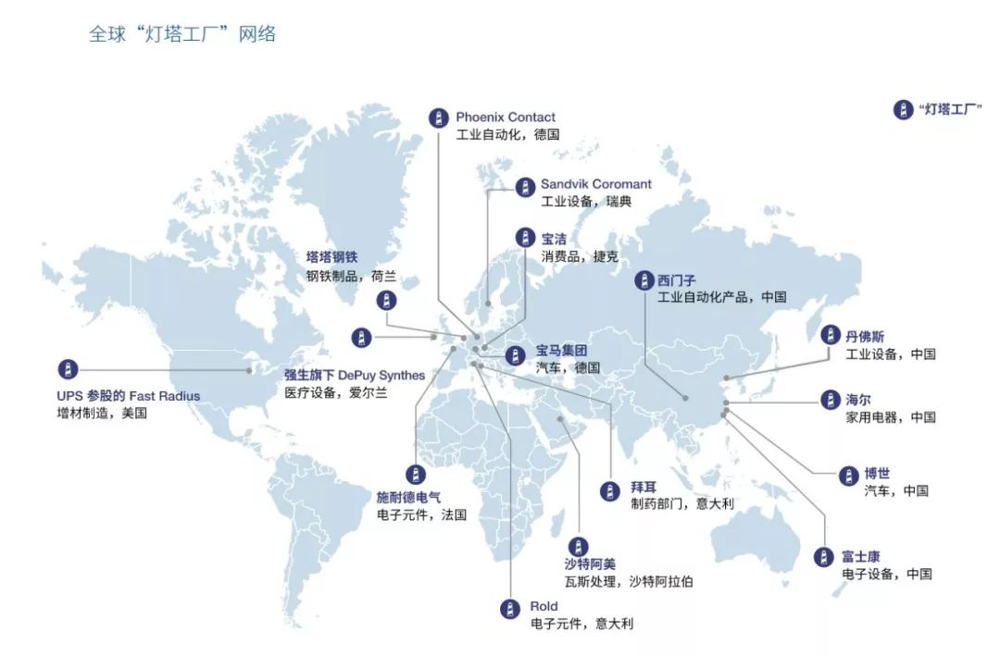 全球“灯塔工厂”网络
“灯塔工厂”
Phoenix Contact
工业自动化，德国
Sandvik Coromant
工业设备，瑞典
宝洁
消费品，捷克
塔塔钢铁
钢铁制品，荷兰
西门子
工业自动化产品，中国
丹佛斯
工业设备，中国
宝马集团
汽车，德国
强生旗下 DePuy Synthes
医疗设备，爱尔兰
UPS 参股的 Fast Radius
增材制造，美国
海尔
家用电器，中国
博世
汽车，中国
施耐德电气
电子元件，法国
拜耳
制药部门，意大利
沙特阿美
瓦斯处理，沙特阿拉伯
富士康
电子设备，中国
Rold
电子元件，意大利